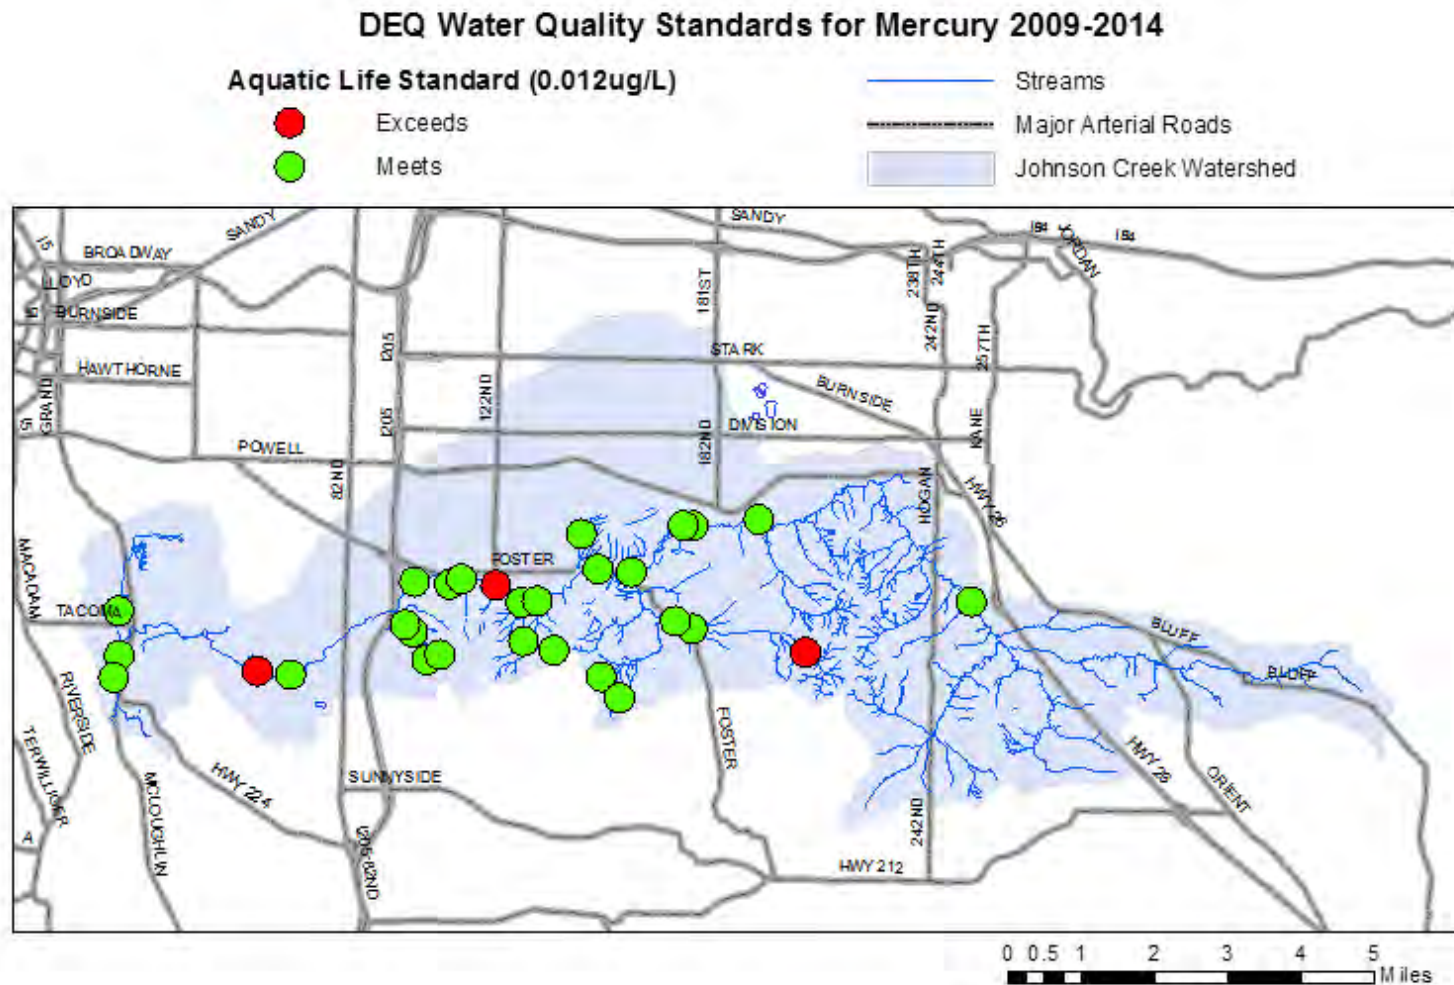 DEQ Water Quality Standards for Mercury 2009-2014
Aquatic Life Standard (0.012ug/L)
Exceeds
Meets
Streams
Major Arterial Roads
Johnson Creek Watershed
I5
BROADWAY
SANDY
SANDY
I84
JORDAN
I84
LLOYD
238TH
244TH
I5
BURNSIDE
181ST
242ND
257TH
I205
STARK
HAWTHORNE
GRAND
122ND
BURNSIDE
I5
I205
DIVISION
KANE
POWELL
182ND
82ND
HOGAN
HWY 26
MACADAM
FOSTER
TACOMA
BLUFF
BLUFF
RIVERSIDE
FOSTER
TERWILLIGER
HWY 224
SUNNYSIDE
MCLOUGHLIN
HWY 26
ORIENT
242ND
A
I205-82ND
HWY 212
0 0.5 1 2 3 4 5
Miles